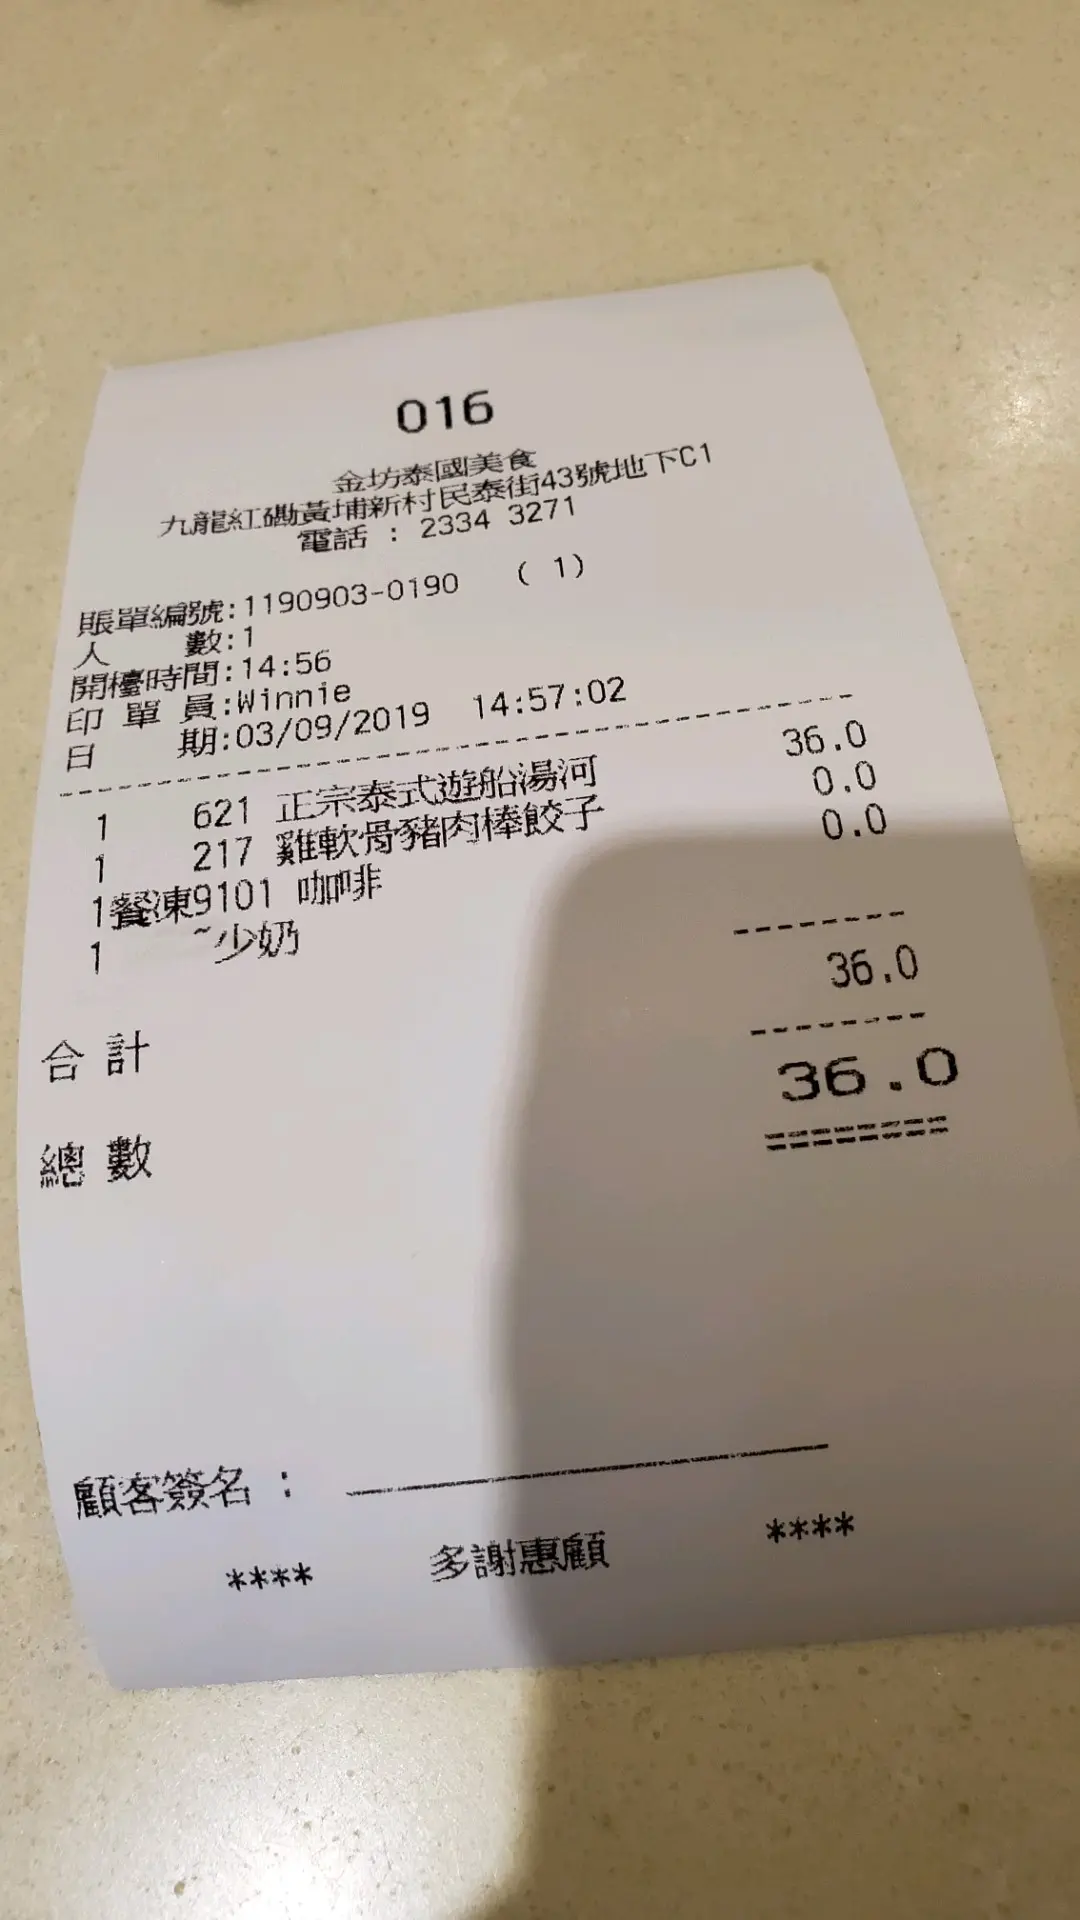 016
金坊泰國美食
九龍紅磡黃埔新村民泰街43號地下C1
電話 : 2334 3271
賬單編號:1190903-0190 ( 1)
人 數:1
開檯時間:14:56
印 單 員:Winnie
日 期:03/09/2019 14:57:02
1 621 正宗泰式遊船湯河 36.0
1 217 雞軟骨豬肉棒餃子 0.0
1餐凍9101 咖啡 0.0
1 ~少奶
合 計 36.0
總 數 36.0
顧客簽名 :
**** 多謝惠顧 ****